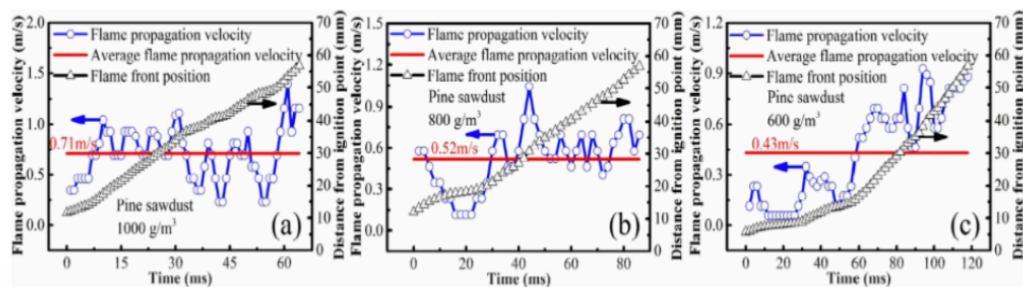 Flame propagation velocity (m/s)
2.0
1.5
1.0
0.5
0.0
Flame propagation velocity
Average flame propagation velocity
Flame front position
0.71m/s
Pine sawdust
1000 g/m³
(a)
0 15 30 45 60
Time (ms)
70
60
50
40
30
20
10
0
Distance from ignition point (mm)
Flame propagation velocity (m/s)
1.5
1.2
0.9
0.6
0.3
0.0
Flame propagation velocity
Average flame propagation velocity
Flame front position
Pine sawdust
800 g/m³
0.52m/s
(b)
0 20 40 60 80
Time (ms)
70
60
50
40
30
20
10
0
Distance from ignition point (mm)
Flame propagation velocity (m/s)
1.2
0.9
0.6
0.3
0.0
Flame propagation velocity
Average flame propagation velocity
Flame front position
Pine sawdust
600 g/m³
0.43m/s
(c)
0 20 40 60 80 100 120
Time (ms)
70
60
50
40
30
20
10
0
Distance from ignition point (mm)